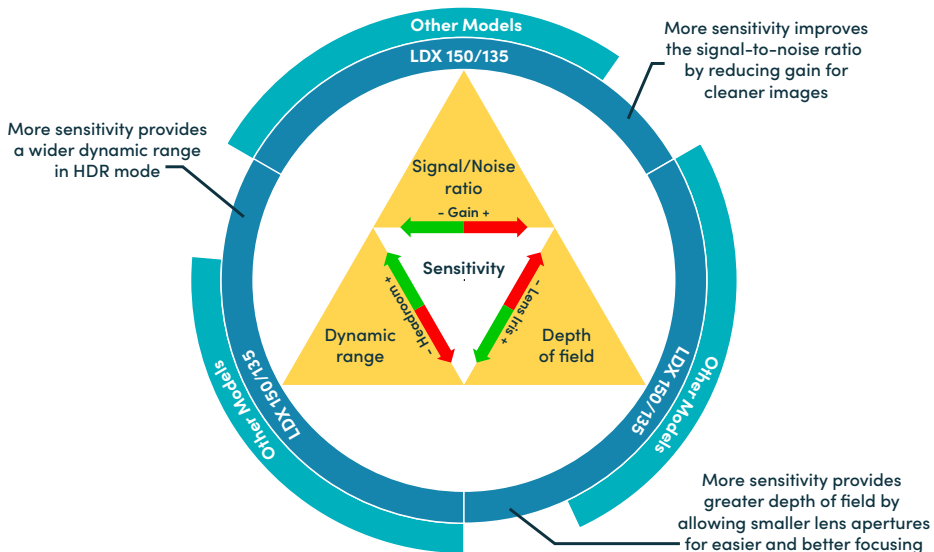 Other Models
LDX 150/135
More sensitivity improves
the signal-to-noise ratio
by reducing gain for
cleaner images
More sensitivity provides
a wider dynamic range
in HDR mode
Signal/Noise
ratio
- Gain +
Sensitivity
- Headroom +
- Lens Iris +
Dynamic
range
Depth
of field
LDX 150/135
Other Models
LDX 150/135
Other Models
More sensitivity provides
greater depth of field by
allowing smaller lens apertures
for easier and better focusing